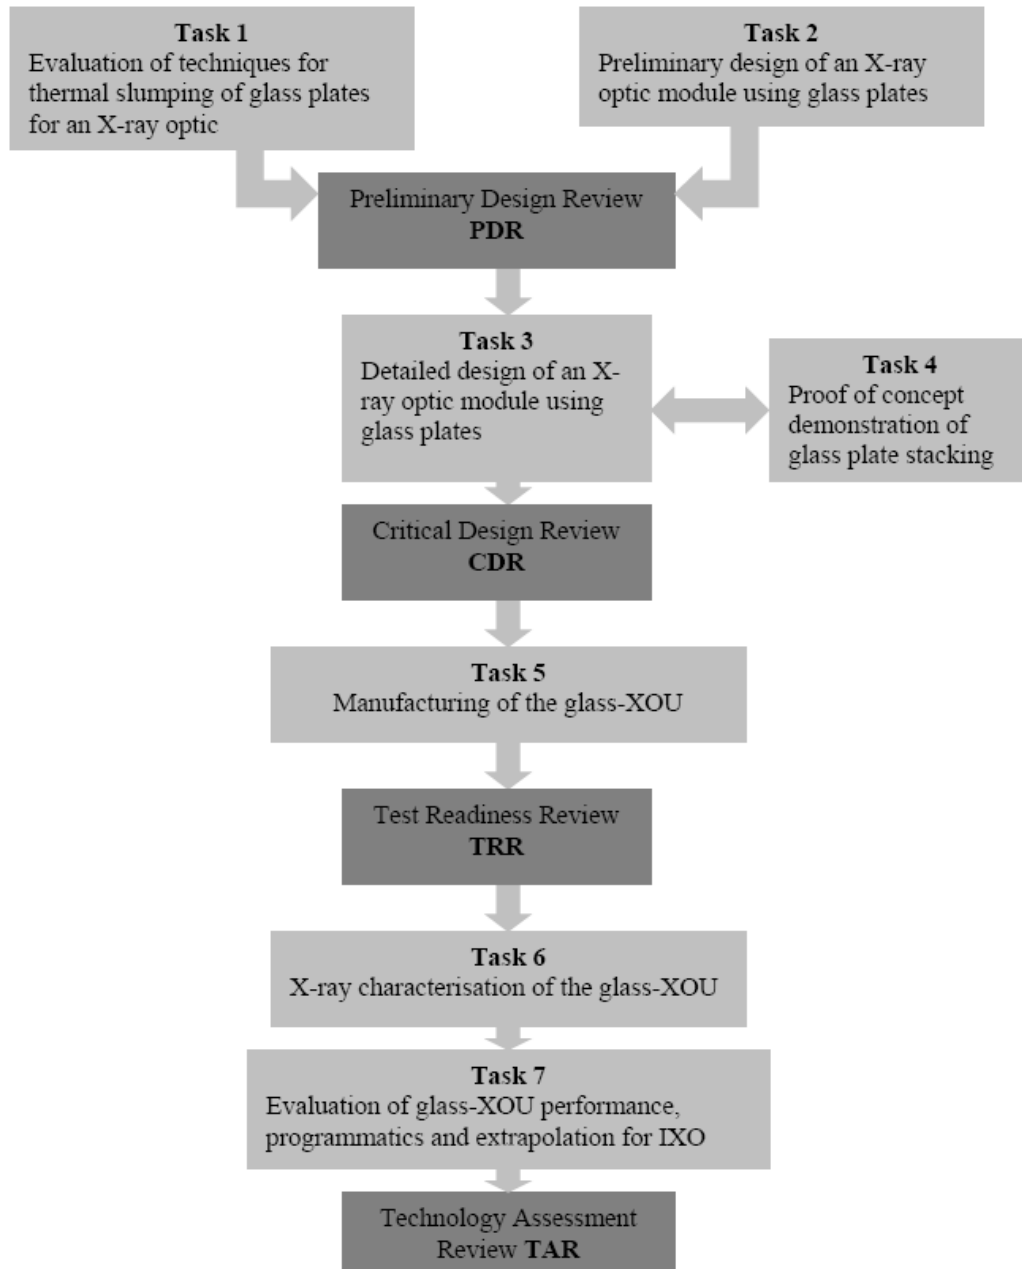 Task 1
Evaluation of techniques for
thermal slumping of glass plates
for an X-ray optic
Task 2
Preliminary design of an X-ray
optic module using glass plates
Preliminary Design Review
PDR
Task 3
Detailed design of an X-
ray optic module using
glass plates
Task 4
Proof of concept
demonstration of
glass plate stacking
Critical Design Review
CDR
Task 5
Manufacturing of the glass-XOU
Test Readiness Review
TRR
Task 6
X-ray characterisation of the glass-XOU
Task 7
Evaluation of glass-XOU performance,
programmatics and extrapolation for IXO
Technology Assessment
Review TAR